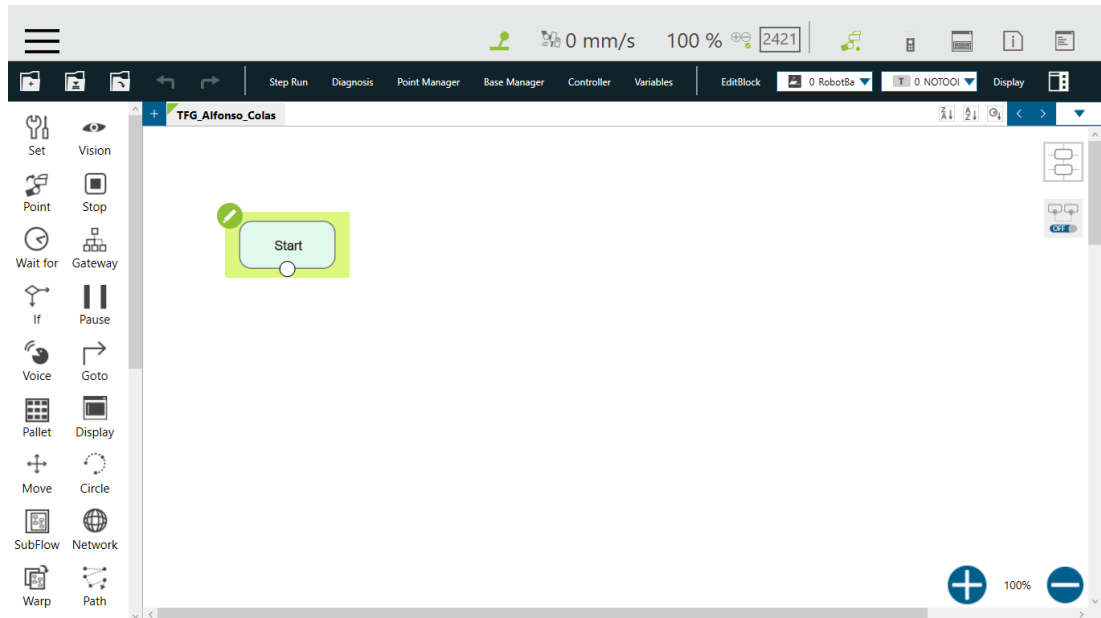 0 mm/s 100 % 2421
Step Run Diagnosis Point Manager Base Manager Controller Variables EditBlock 0 RobotBa T 0 NOTOOl Display
+ TFG_Alfonso_Colas
Set Vision
Point Stop
Start
Wait for Gateway
OFF
If Pause
Voice Goto
Pallet Display
Move Circle
SubFlow Network
Warp Path
100%